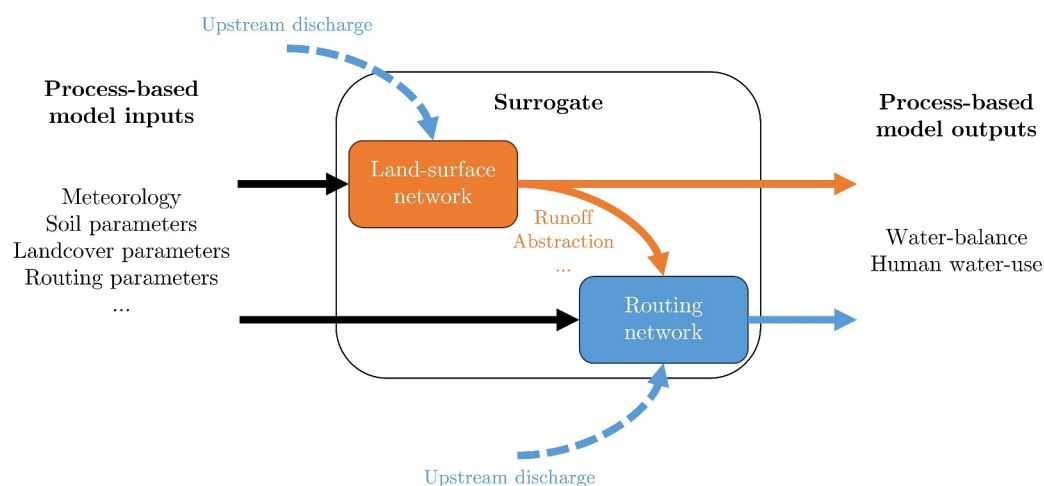 Upstream discharge
Process-based
model inputs
Surrogate
Process-based
model outputs
Land-surface
network
Meteorology
Soil parameters
Landcover parameters
Routing parameters
...
Runoff
Abstraction
...
Water-balance
Human water-use
Routing
network
Upstream discharge